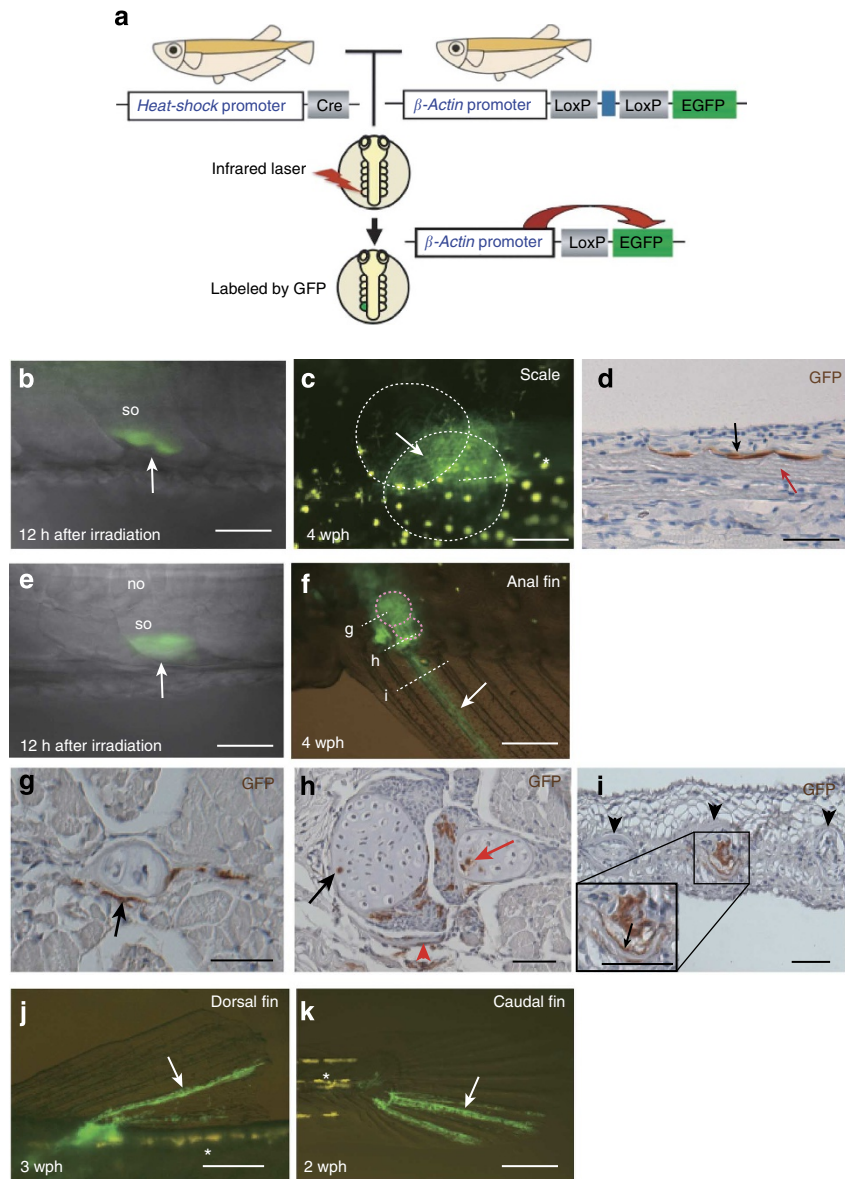 a
Heat-shock promoter Cre
β-Actin promoter LoxP LoxP EGFP
Infrared laser
β-Actin promoter LoxP EGFP
Labeled by GFP
b
so
12 h after irradiation
c
Scale
*
4 wph
d
GFP
e
no
so
12 h after irradiation
f
Anal fin
g
h
i
4 wph
g
GFP
h
GFP
i
GFP
j
Dorsal fin
*
3 wph
k
Caudal fin
*
2 wph